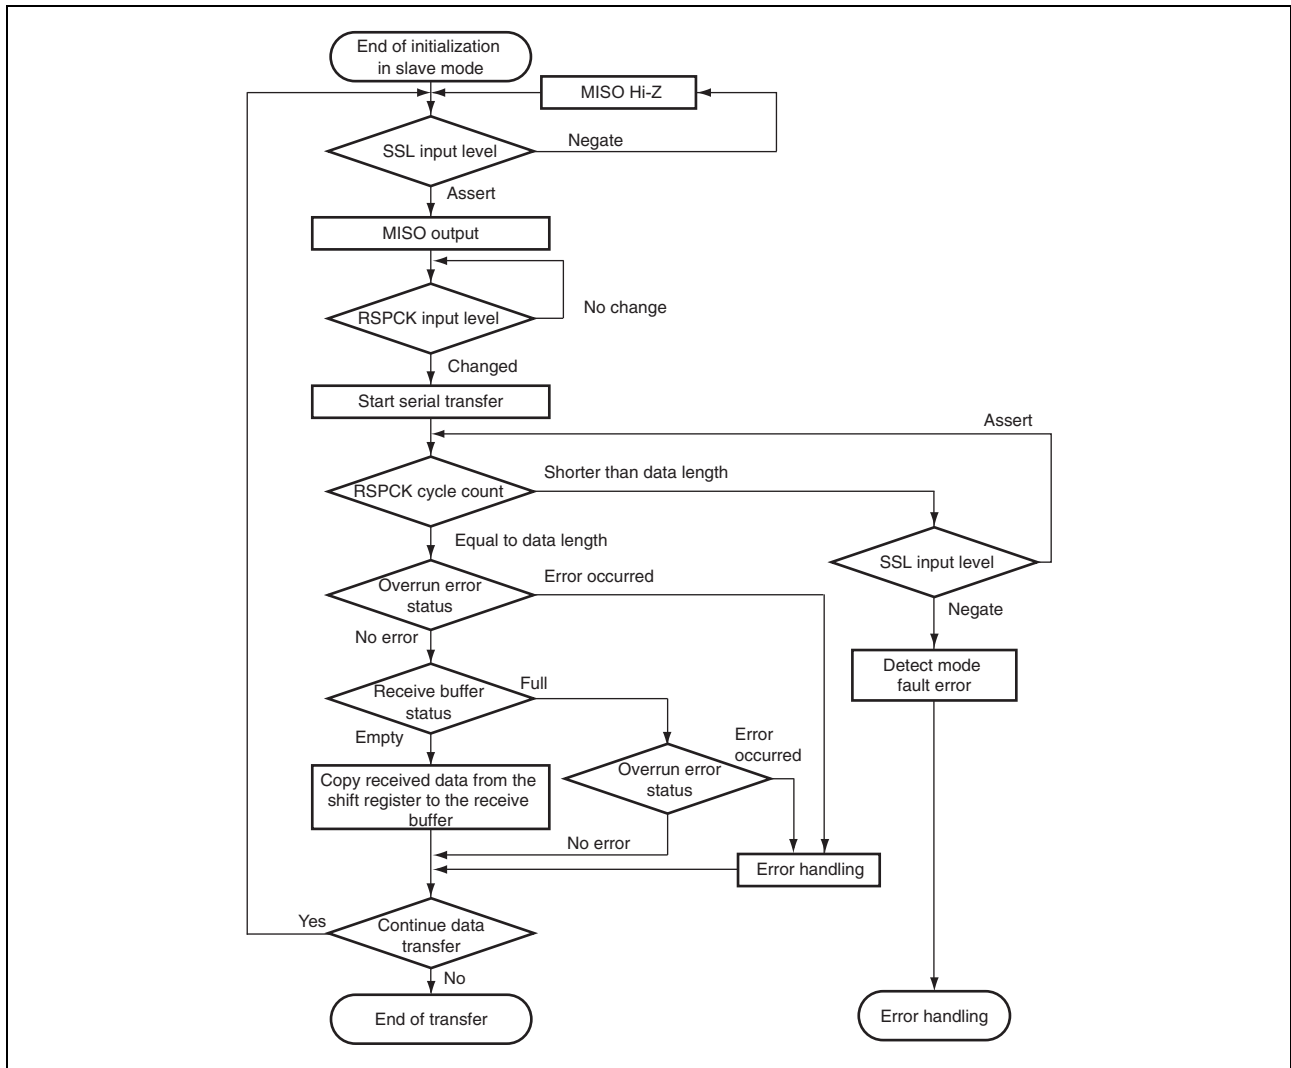 End of initialization
in slave mode
MISO Hi-Z
SSL input level
Negate
Assert
MISO output
RSPCK input level
No change
Changed
Start serial transfer
Assert
RSPCK cycle count
Shorter than data length
Equal to data length
SSL input level
Overrun error
status
Error occurred
Negate
No error
Detect mode
fault error
Receive buffer
status
Full
Empty
Error
occurred
Overrun error
status
Copy received data from the
shift register to the receive
buffer
No error
Error handling
Yes
Continue data
transfer
No
End of transfer
Error handling